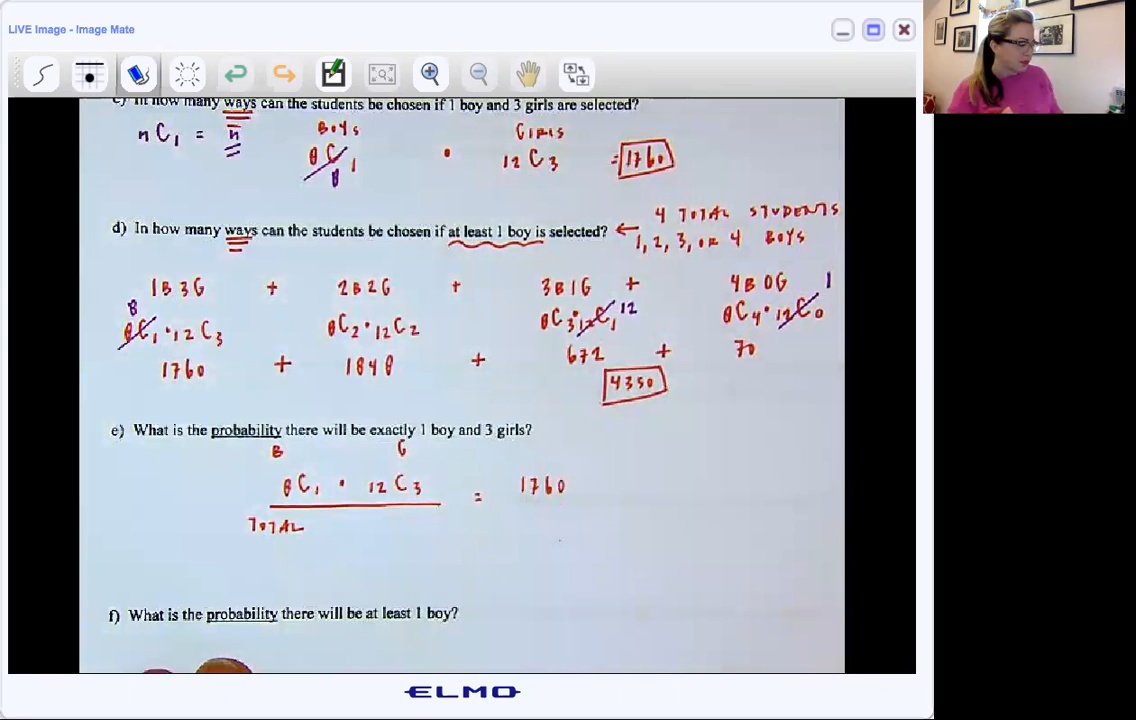 LiVE Image - Image Mate
c) In how many ways can the students be chosen if 1 boy and 3 girls are selected?
nC1 = n
BOYS GIRLS
8C1 · 12C3 = 1760
8
d) In how many ways can the students be chosen if at least 1 boy is selected? ← 4 TOTAL STUDENTS
1, 2, 3, OR 4 BOYS
1B 3G + 2B 2G + 3B 1G + 4B 0G
8 12 1
8C1 · 12C3 8C2 · 12C2 8C3 · 12C1 8C4 · 12C0
1760 + 1848 + 672 + 70
4350
e) What is the probability there will be exactly 1 boy and 3 girls?
B G
8C1 · 12C3 = 1760
TOTAL
f) What is the probability there will be at least 1 boy?
ELMO